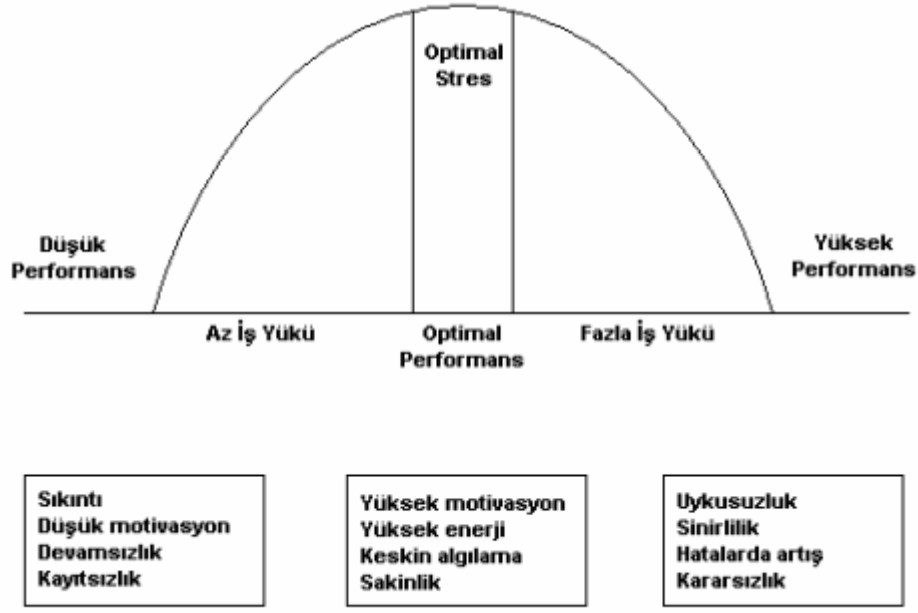 Optimal
Stres
Düşük
Performans
Yüksek
Performans
Az İş Yükü
Optimal
Performans
Fazla İş Yükü
Sıkıntı
Düşük motivasyon
Devamsızlık
Kayıtsızlık
Yüksek motivasyon
Yüksek enerji
Keskin algılama
Sakinlik
Uykusuzluk
Sinirlilik
Hatalarda artış
Kararsızlık